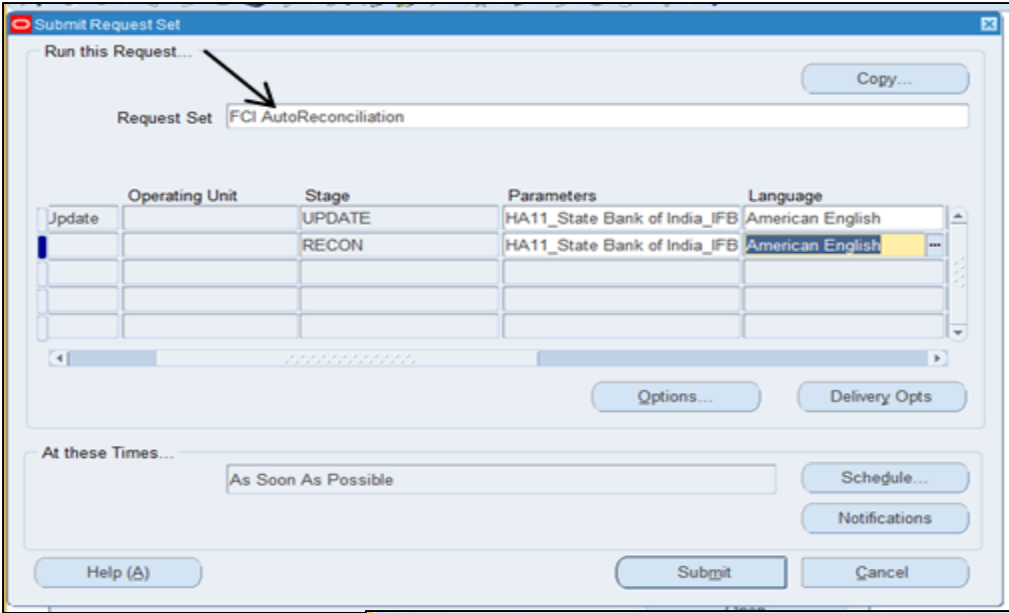 Submit Request Set
Run this Request...
Copy...
Request Set FCI AutoReconciliation
Operating Unit Stage Parameters Language
Update UPDATE HA11_State Bank of India_IFB American English
RECON HA11_State Bank of India_IFB American English
Options... Delivery Opts
At these Times...
As Soon As Possible Schedule...
Notifications
Help (A) Submit Cancel